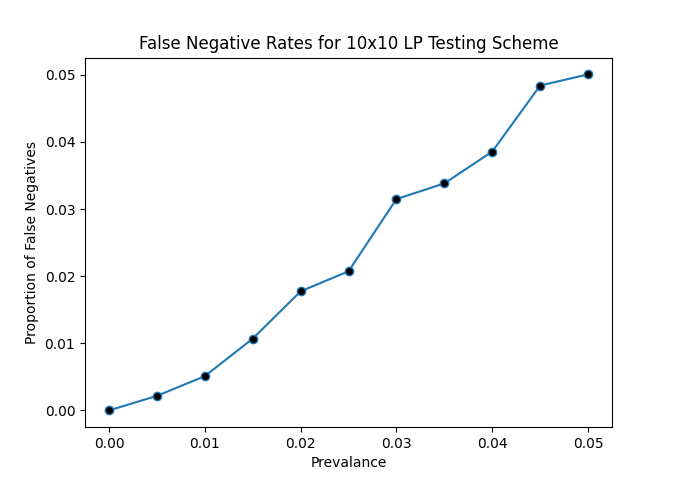 False Negative Rates for 10x10 LP Testing Scheme
Proportion of False Negatives
0.05
0.04
0.03
0.02
0.01
0.00
0.00 0.01 0.02 0.03 0.04 0.05
Prevalance